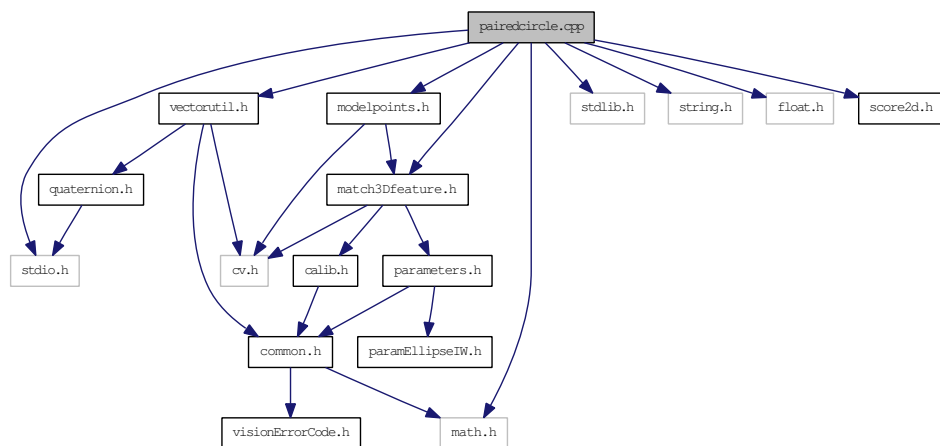 pairedcircle.cpp
vectorutil.h
modelpoints.h
stdlib.h
string.h
float.h
score2d.h
quaternion.h
match3Dfeature.h
stdio.h
cv.h
calib.h
parameters.h
common.h
paramEllipseIW.h
visionErrorCode.h
math.h